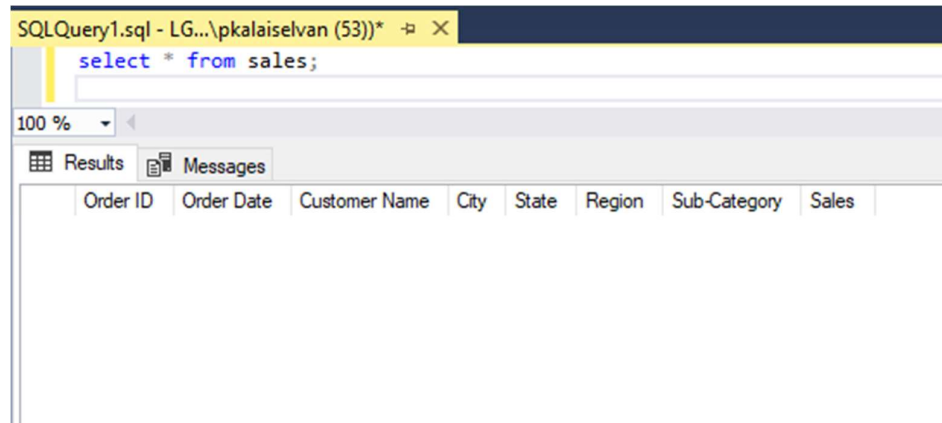 SQLQuery1.sql - LG...\pkalaiselvan (53))*
select * from sales;
100 %
Results Messages
Order ID Order Date Customer Name City State Region Sub-Category Sales